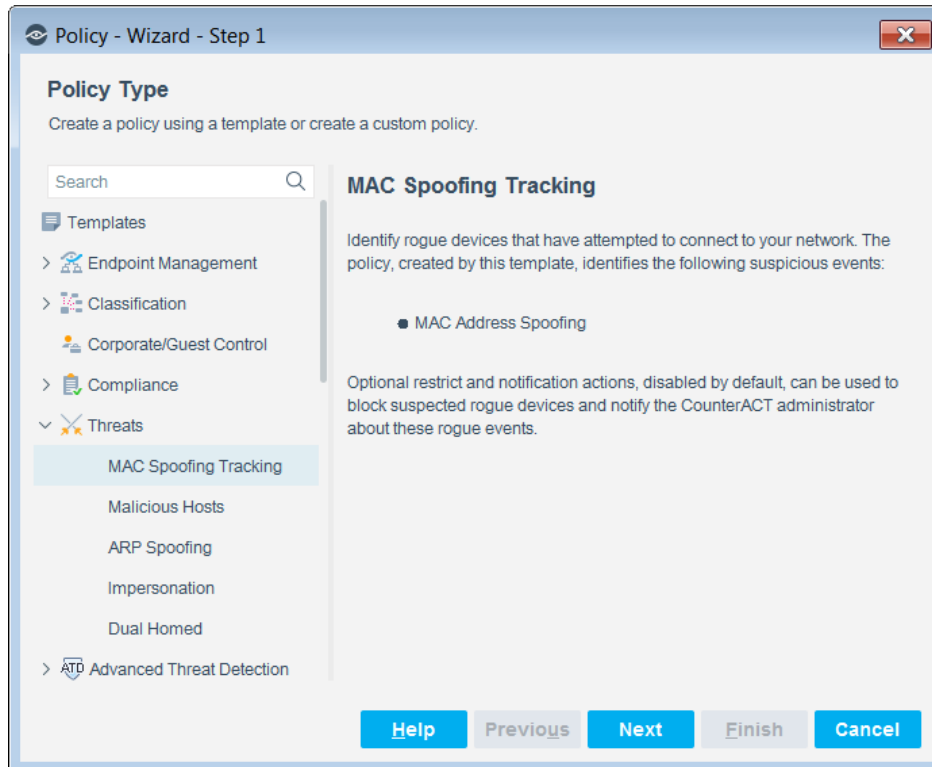 Policy - Wizard - Step 1
Policy Type
Create a policy using a template or create a custom policy.
Search
Templates
Endpoint Management
Classification
Corporate/Guest Control
Compliance
Threats
MAC Spoofing Tracking
Malicious Hosts
ARP Spoofing
Impersonation
Dual Homed
ATD Advanced Threat Detection
MAC Spoofing Tracking
Identify rogue devices that have attempted to connect to your network. The
policy, created by this template, identifies the following suspicious events:
● MAC Address Spoofing
Optional restrict and notification actions, disabled by default, can be used to
block suspected rogue devices and notify the CounterACT administrator
about these rogue events.
Help Previous Next Finish Cancel